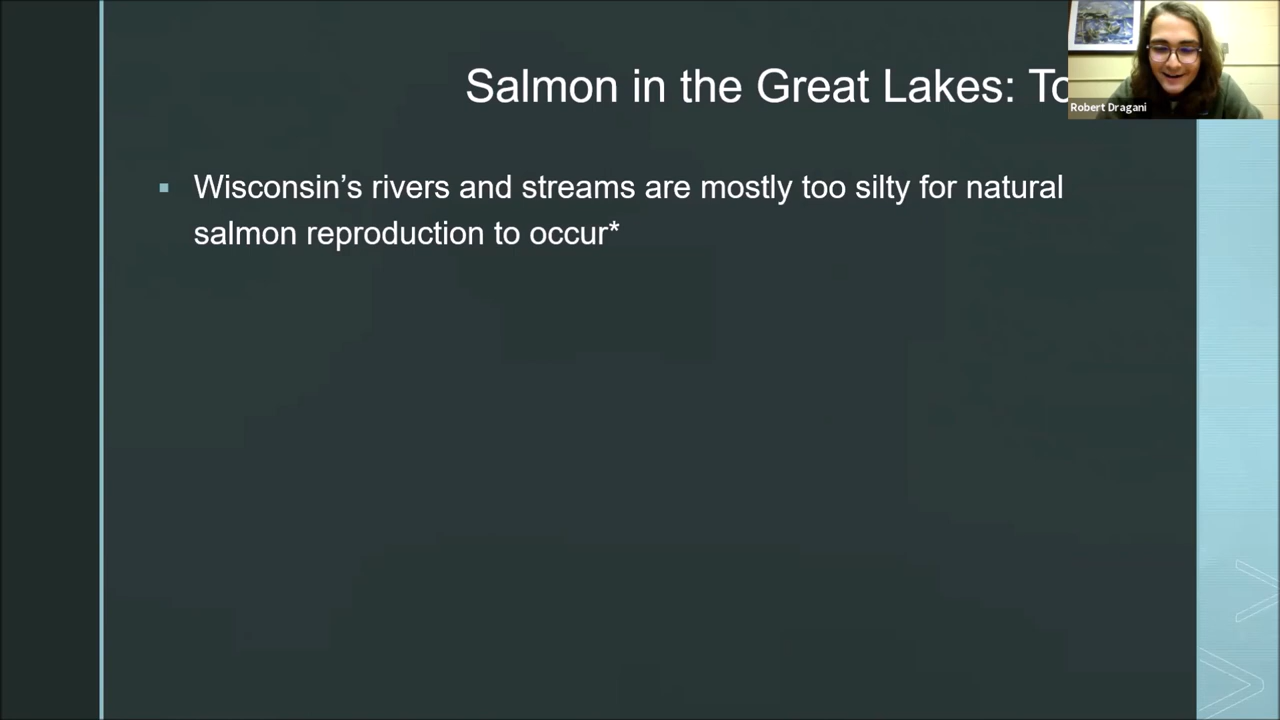 Salmon in the Great Lakes:
Robert Dragani
▪ Wisconsin’s rivers and streams are mostly too silty for natural
salmon reproduction to occur*